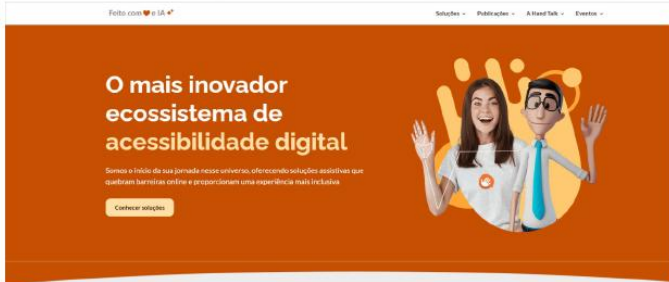 Feito com 🧡 e IA
Soluções Publicações A Hand Talk Eventos
O mais inovador
ecossistema de
acessibilidade digital
Somos o início da sua jornada nesse universo, oferecendo soluções assistivas que
quebram barreiras online e proporcionam uma experiência mais inclusiva
Conhecer soluções